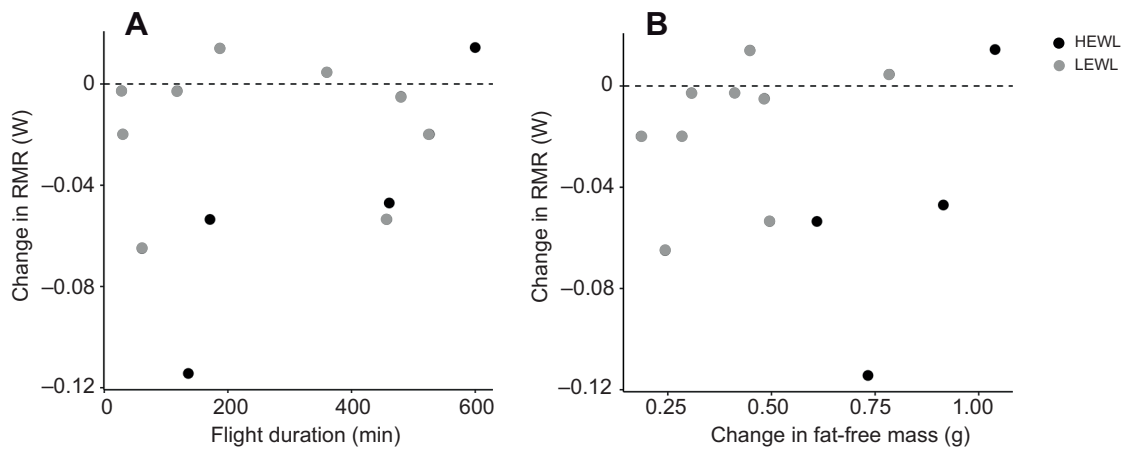 A
0
–0.04
–0.08
–0.12
Change in RMR (W)
0
200
400
600
Flight duration (min)
B
0
–0.04
–0.08
–0.12
Change in RMR (W)
0.25
0.50
0.75
1.00
Change in fat-free mass (g)
HEWL
LEWL